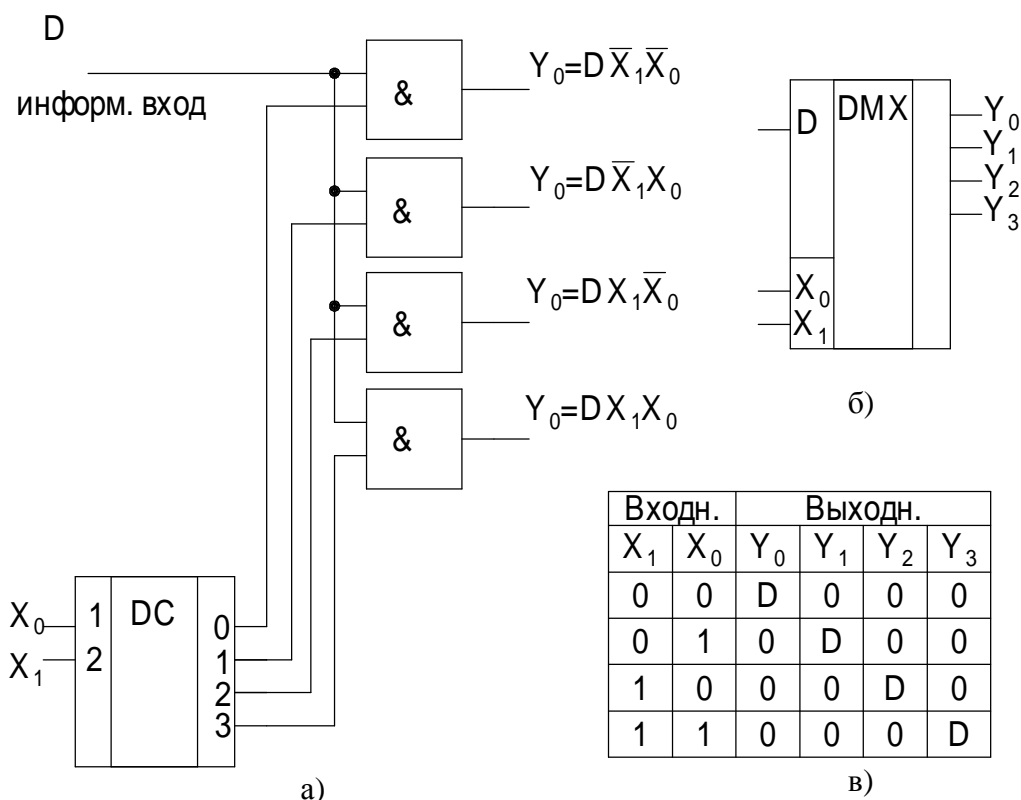 D
информ. вход
&
Y₀=DX̅₁X̅₀
&
Y₀=DX̅₁X₀
&
Y₀=DX₁X̅₀
&
Y₀=DX₁X₀
X₀ 1 DC 0
X₁ 2 1
2
3
а)
D DMX Y₀
Y₁
Y₂
Y₃
X₀
X₁
б)
Входн. Выходн.
X₁ X₀ Y₀ Y₁ Y₂ Y₃
0 0 D 0 0 0
0 1 0 D 0 0
1 0 0 0 D 0
1 1 0 0 0 D
в)